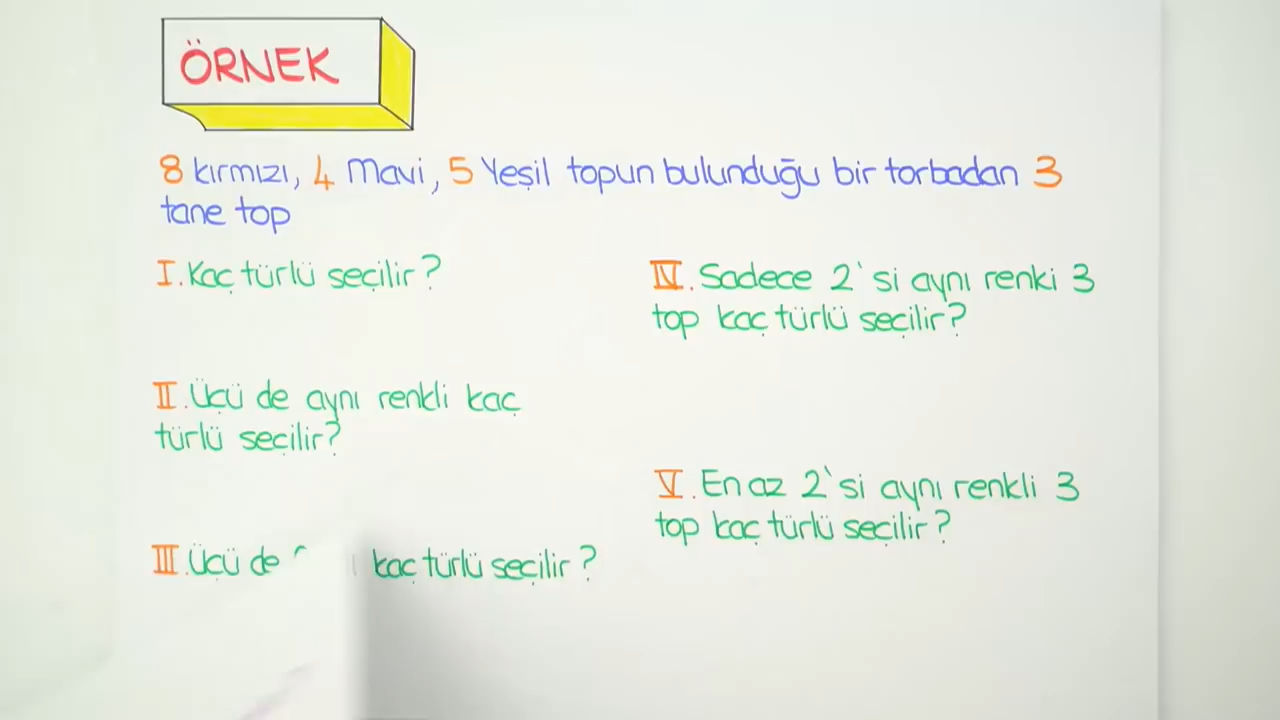 ÖRNEK
8 kırmızı, 4 Mavi, 5 Yeşil topun bulunduğu bir torbadan 3
tane top
I. Kaç türlü seçilir?
II. Üçü de aynı renkli kaç
türlü seçilir?
III. Üçü de kaç türlü seçilir?
IV. Sadece 2'si aynı renki 3
top kaç türlü seçilir?
V. En az 2'si aynı renkli 3
top kaç türlü seçilir?